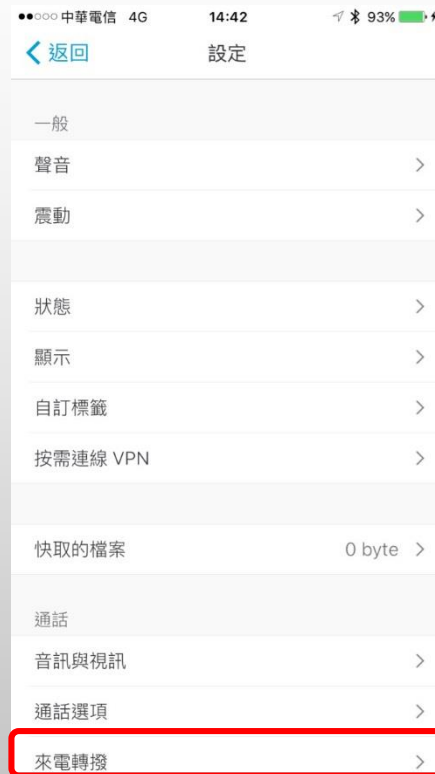 中華電信 4G 14:42 93%
返回 設定
一般
聲音
震動
狀態
顯示
自訂標籤
按需連線 VPN
快取的檔案 0 byte
通話
音訊與視訊
通話選項
來電轉撥